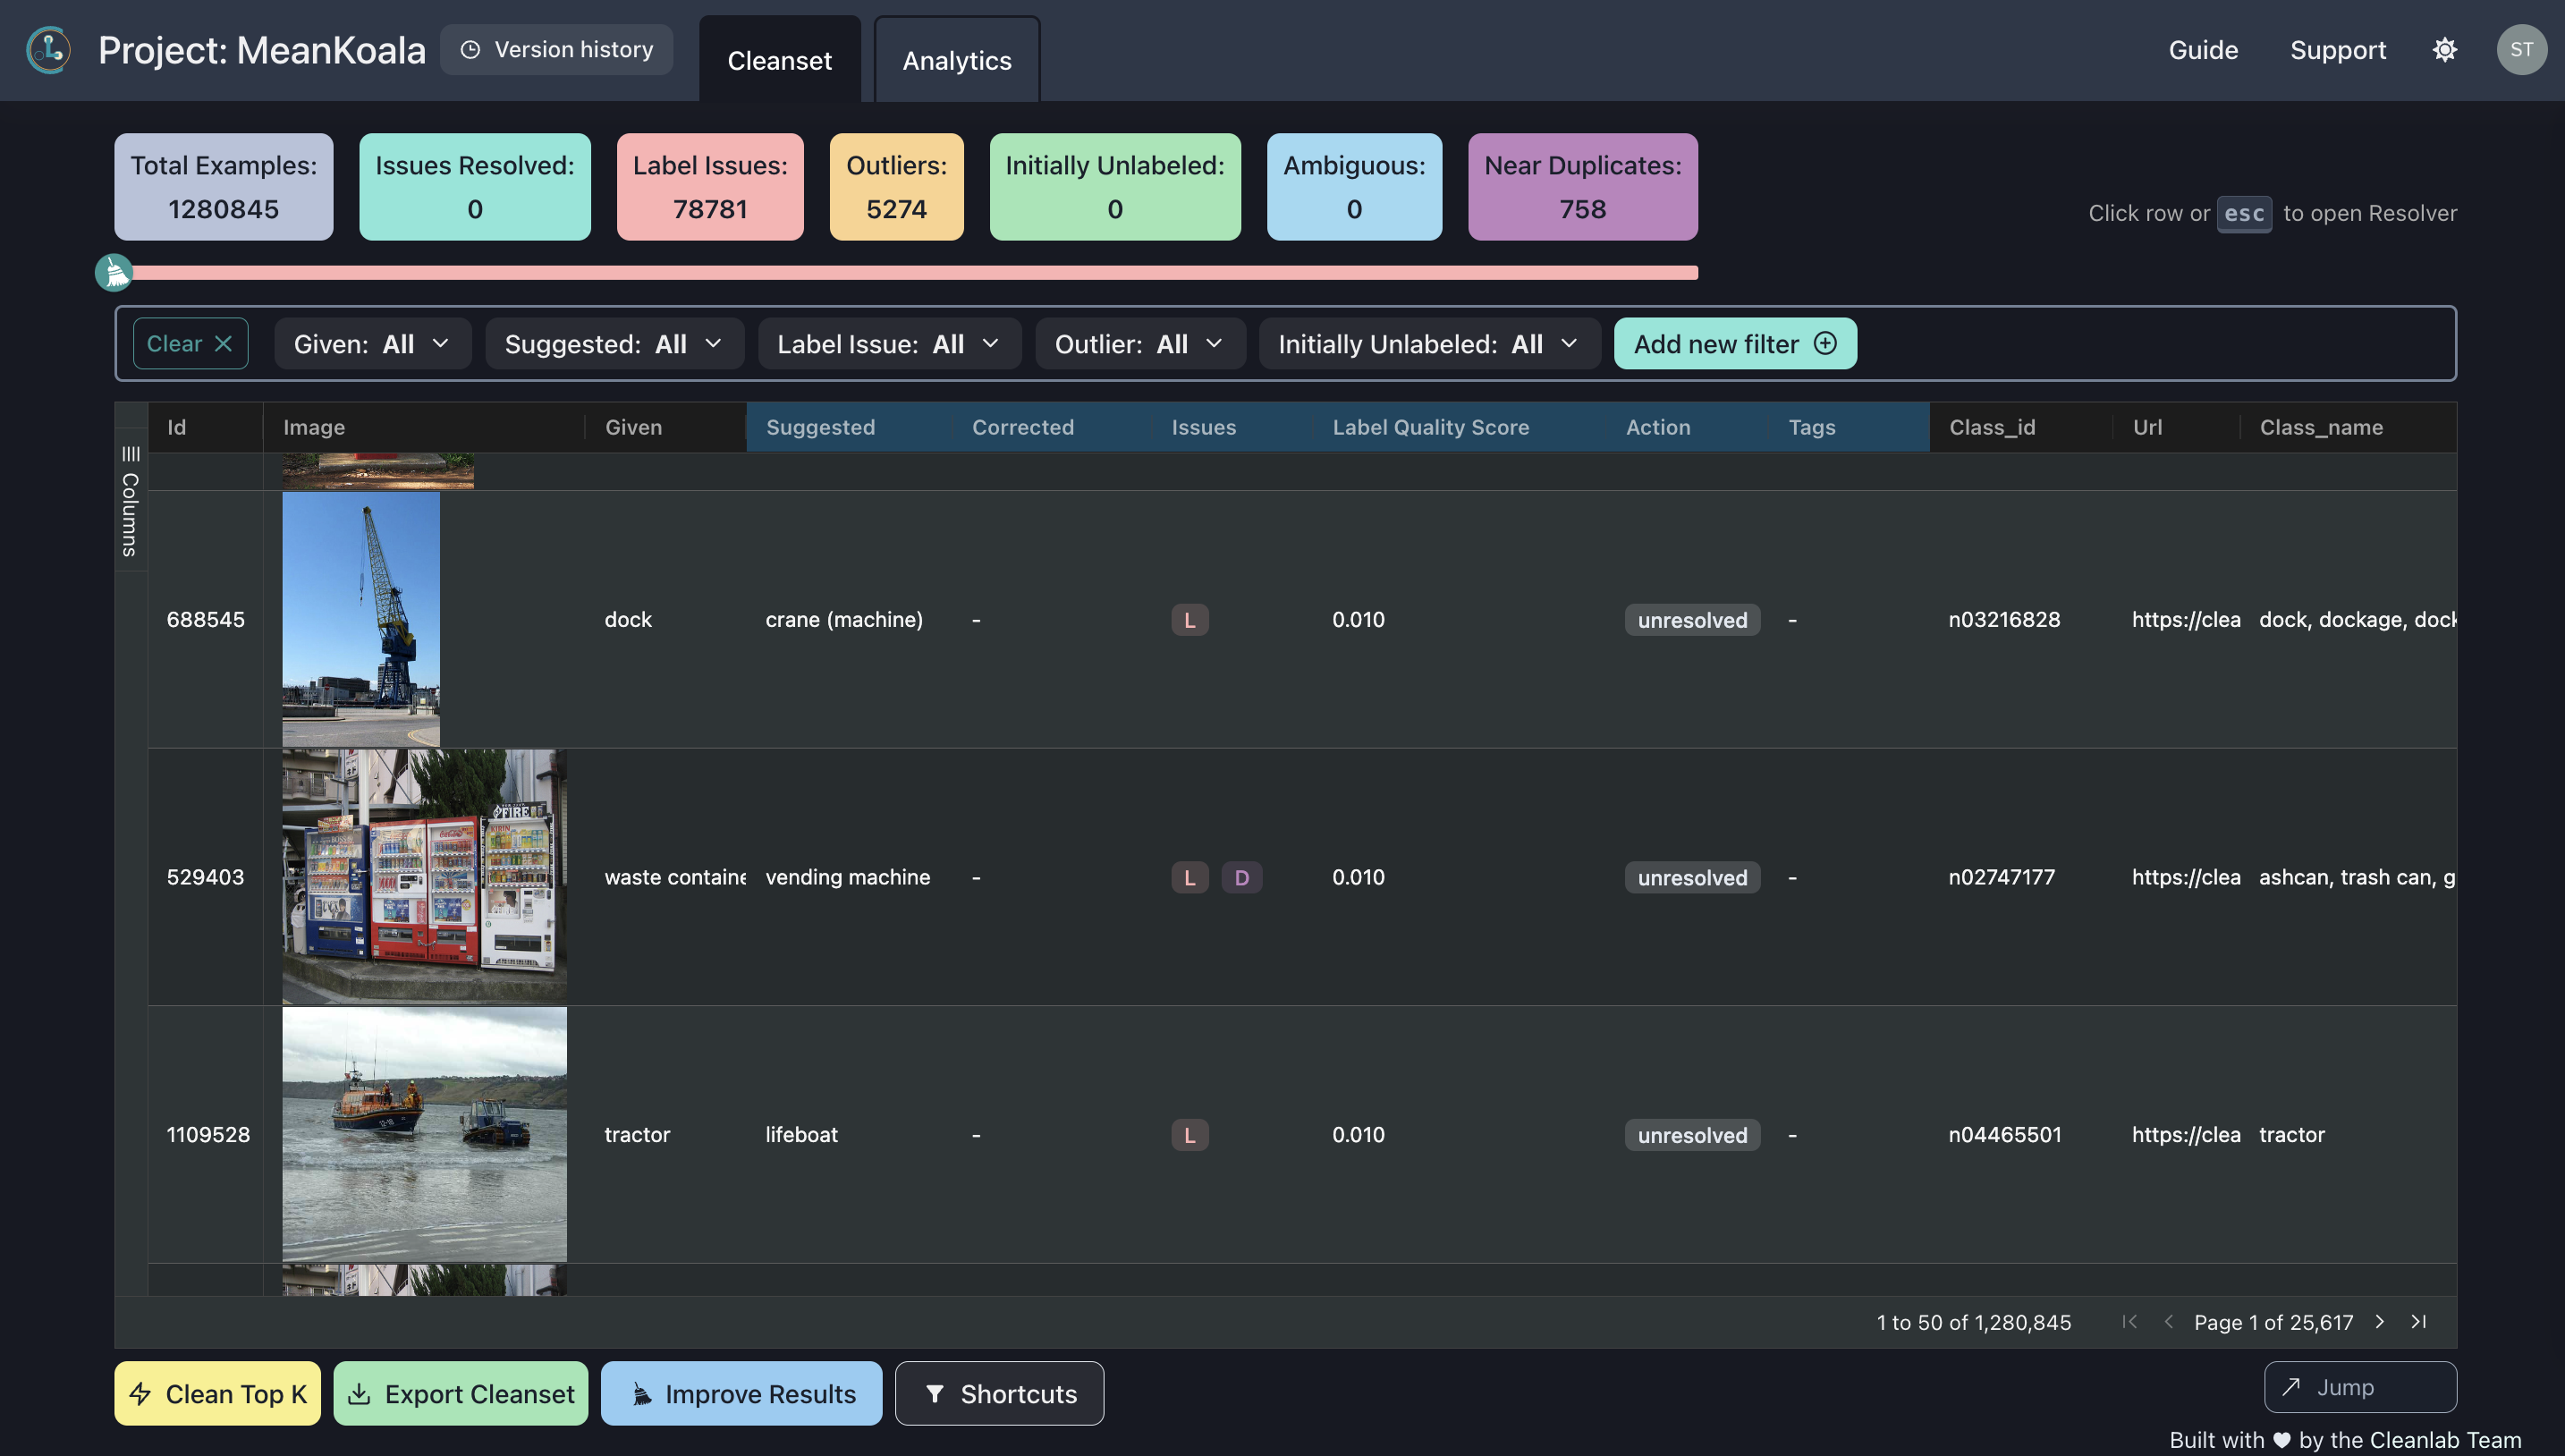 Project: MeanKoala
Version history
Cleanset
Analytics
Guide
Support
ST
Total Examples:
1280845
Issues Resolved:
0
Label Issues:
78781
Outliers:
5274
Initially Unlabeled:
0
Ambiguous:
0
Near Duplicates:
758
Click row or esc to open Resolver
Clear
Given: All
Suggested: All
Label Issue: All
Outlier: All
Initially Unlabeled: All
Add new filter
Columns
Id Image Given Suggested Corrected Issues Label Quality Score Action Tags Class_id Url Class_name
688545 dock crane (machine) - L 0.010 unresolved - n03216828 https://clea dock, dockage, dock
FIRE
BOSS
Coca-Cola
KIRIN
529403 waste containe vending machine - L D 0.010 unresolved - n02747177 https://clea ashcan, trash can, g
1109528 tractor lifeboat - L 0.010 unresolved - n04465501 https://clea tractor
1 to 50 of 1,280,845
Page 1 of 25,617
Clean Top K
Export Cleanset
Improve Results
Shortcuts
Jump
Built with ♥ by the Cleanlab Team